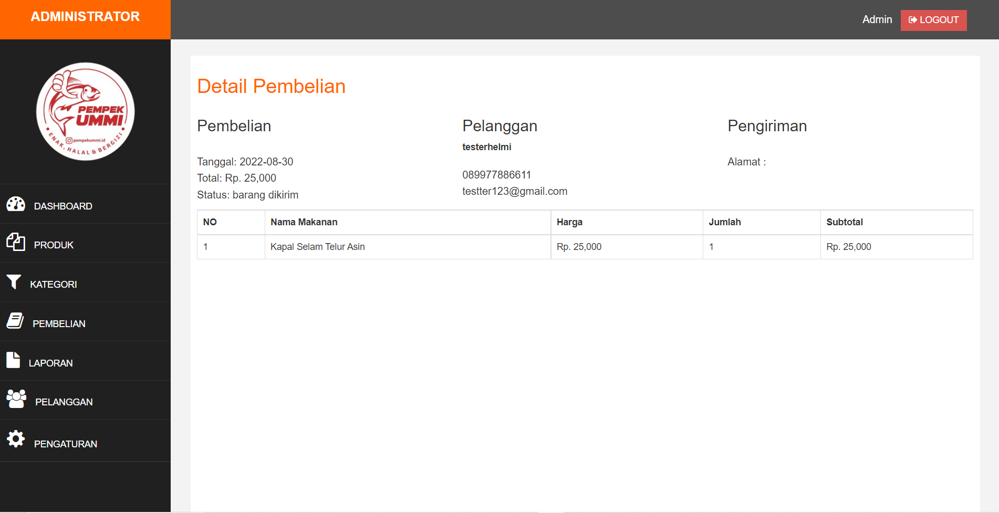 ADMINISTRATOR
Admin
LOGOUT
PEMPEK
UMMI
pempekummi.id
• ENAK, HALAL & BERGIZI •
DASHBOARD
PRODUK
KATEGORI
PEMBELIAN
LAPORAN
PELANGGAN
PENGATURAN
Detail Pembelian
Pembelian
Tanggal: 2022-08-30
Total: Rp. 25,000
Status: barang dikirim
Pelanggan
testerhelmi
089977886611
testter123@gmail.com
Pengiriman
Alamat :
NO Nama Makanan Harga Jumlah Subtotal
1 Kapal Selam Telur Asin Rp. 25,000 1 Rp. 25,000